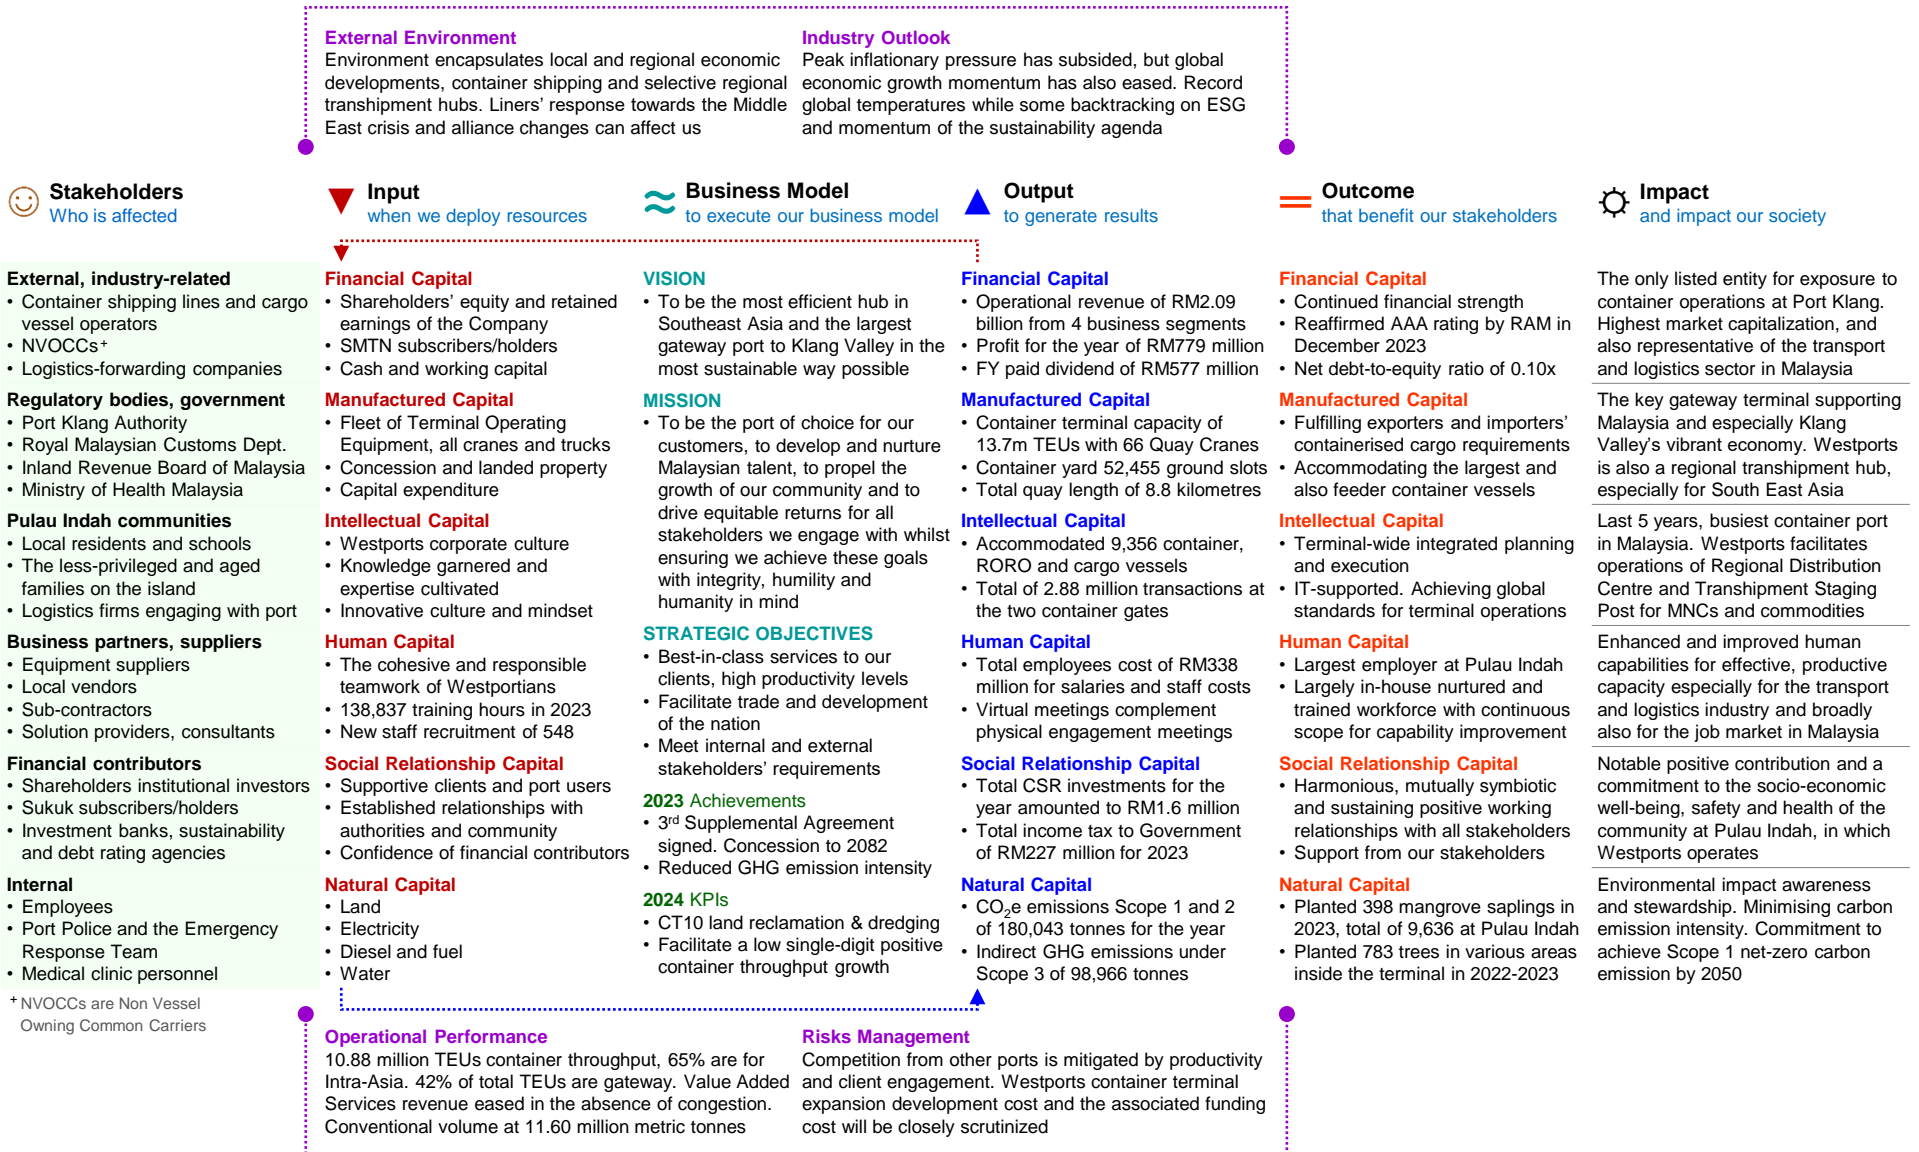 External Environment
Environment encapsulates local and regional economic
developments, container shipping and selective regional
transhipment hubs. Liners' response towards the Middle
East crisis and alliance changes can affect us
Industry Outlook
Peak inflationary pressure has subsided, but global
economic growth momentum has also eased. Record
global temperatures while some backtracking on ESG
and momentum of the sustainability agenda
Stakeholders
Who is affected
Input
when we deploy resources
Business Model
to execute our business model
Output
to generate results
Outcome
that benefit our stakeholders
Impact
and impact our society
External, industry-related
• Container shipping lines and cargo
vessel operators
• NVOCCs+
• Logistics-forwarding companies
Regulatory bodies, government
• Port Klang Authority
• Royal Malaysian Customs Dept.
• Inland Revenue Board of Malaysia
• Ministry of Health Malaysia
Pulau Indah communities
• Local residents and schools
• The less-privileged and aged
families on the island
• Logistics firms engaging with port
Business partners, suppliers
• Equipment suppliers
• Local vendors
• Sub-contractors
• Solution providers, consultants
Financial contributors
• Shareholders institutional investors
• Sukuk subscribers/holders
• Investment banks, sustainability
and debt rating agencies
Internal
• Employees
• Port Police and the Emergency
Response Team
• Medical clinic personnel
+ NVOCCs are Non Vessel
Owning Common Carriers
Financial Capital
• Shareholders' equity and retained
earnings of the Company
• SMTN subscribers/holders
• Cash and working capital
Manufactured Capital
• Fleet of Terminal Operating
Equipment, all cranes and trucks
• Concession and landed property
• Capital expenditure
Intellectual Capital
• Westports corporate culture
• Knowledge garnered and
expertise cultivated
• Innovative culture and mindset
Human Capital
• The cohesive and responsible
teamwork of Westportians
• 138,837 training hours in 2023
• New staff recruitment of 548
Social Relationship Capital
• Supportive clients and port users
• Established relationships with
authorities and community
• Confidence of financial contributors
Natural Capital
• Land
• Electricity
• Diesel and fuel
• Water
VISION
• To be the most efficient hub in
Southeast Asia and the largest
gateway port to Klang Valley in the
most sustainable way possible
MISSION
• To be the port of choice for our
customers, to develop and nurture
Malaysian talent, to propel the
growth of our community and to
drive equitable returns for all
stakeholders we engage with whilst
ensuring we achieve these goals
with integrity, humility and
humanity in mind
STRATEGIC OBJECTIVES
• Best-in-class services to our
clients, high productivity levels
• Facilitate trade and development
of the nation
• Meet internal and external
stakeholders' requirements
2023 Achievements
• 3rd Supplemental Agreement
signed. Concession to 2082
• Reduced GHG emission intensity
2024 KPIs
• CT10 land reclamation & dredging
• Facilitate a low single-digit positive
container throughput growth
Financial Capital
• Operational revenue of RM2.09
billion from 4 business segments
• Profit for the year of RM779 million
• FY paid dividend of RM577 million
Manufactured Capital
• Container terminal capacity of
13.7m TEUs with 66 Quay Cranes
• Container yard 52,455 ground slots
• Total quay length of 8.8 kilometres
Intellectual Capital
• Accommodated 9,356 container,
RORO and cargo vessels
• Total of 2.88 million transactions at
the two container gates
Human Capital
• Total employees cost of RM338
million for salaries and staff costs
• Virtual meetings complement
physical engagement meetings
Social Relationship Capital
• Total CSR investments for the
year amounted to RM1.6 million
• Total income tax to Government
of RM227 million for 2023
Natural Capital
• CO2e emissions Scope 1 and 2
of 180,043 tonnes for the year
• Indirect GHG emissions under
Scope 3 of 98,966 tonnes
Financial Capital
• Continued financial strength
• Reaffirmed AAA rating by RAM in
December 2023
• Net debt-to-equity ratio of 0.10x
Manufactured Capital
• Fulfilling exporters and importers'
containerised cargo requirements
• Accommodating the largest and
also feeder container vessels
Intellectual Capital
• Terminal-wide integrated planning
and execution
• IT-supported. Achieving global
standards for terminal operations
Human Capital
• Largest employer at Pulau Indah
• Largely in-house nurtured and
trained workforce with continuous
scope for capability improvement
Social Relationship Capital
• Harmonious, mutually symbiotic
and sustaining positive working
relationships with all stakeholders
• Support from our stakeholders
Natural Capital
• Planted 398 mangrove saplings in
2023, total of 9,636 at Pulau Indah
• Planted 783 trees in various areas
inside the terminal in 2022-2023
The only listed entity for exposure to
container operations at Port Klang.
Highest market capitalization, and
also representative of the transport
and logistics sector in Malaysia
The key gateway terminal supporting
Malaysia and especially Klang
Valley's vibrant economy. Westports
is also a regional transhipment hub,
especially for South East Asia
Last 5 years, busiest container port
in Malaysia. Westports facilitates
operations of Regional Distribution
Centre and Transhipment Staging
Post for MNCs and commodities
Enhanced and improved human
capabilities for effective, productive
capacity especially for the transport
and logistics industry and broadly
also for the job market in Malaysia
Notable positive contribution and a
commitment to the socio-economic
well-being, safety and health of the
community at Pulau Indah, in which
Westports operates
Environmental impact awareness
and stewardship. Minimising carbon
emission intensity. Commitment to
achieve Scope 1 net-zero carbon
emission by 2050
Operational Performance
10.88 million TEUs container throughput, 65% are for
Intra-Asia. 42% of total TEUs are gateway. Value Added
Services revenue eased in the absence of congestion.
Conventional volume at 11.60 million metric tonnes
Risks Management
Competition from other ports is mitigated by productivity
and client engagement. Westports container terminal
expansion development cost and the associated funding
cost will be closely scrutinized